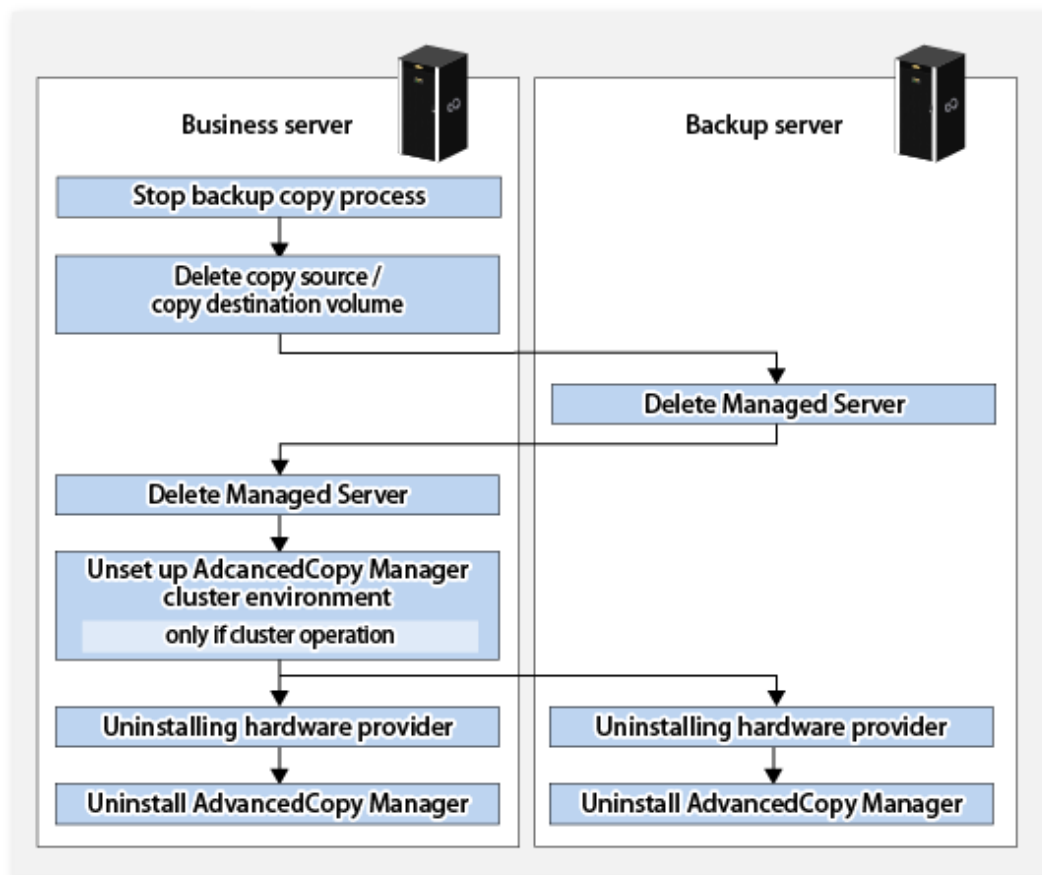 Business server
Backup server
Stop backup copy process
Delete copy source /
copy destination volume
Delete Managed Server
Delete Managed Server
Unset up AdcancedCopy Manager
cluster environment
only if cluster operation
Uninstalling hardware provider
Uninstalling hardware provider
Uninstall AdvancedCopy Manager
Uninstall AdvancedCopy Manager